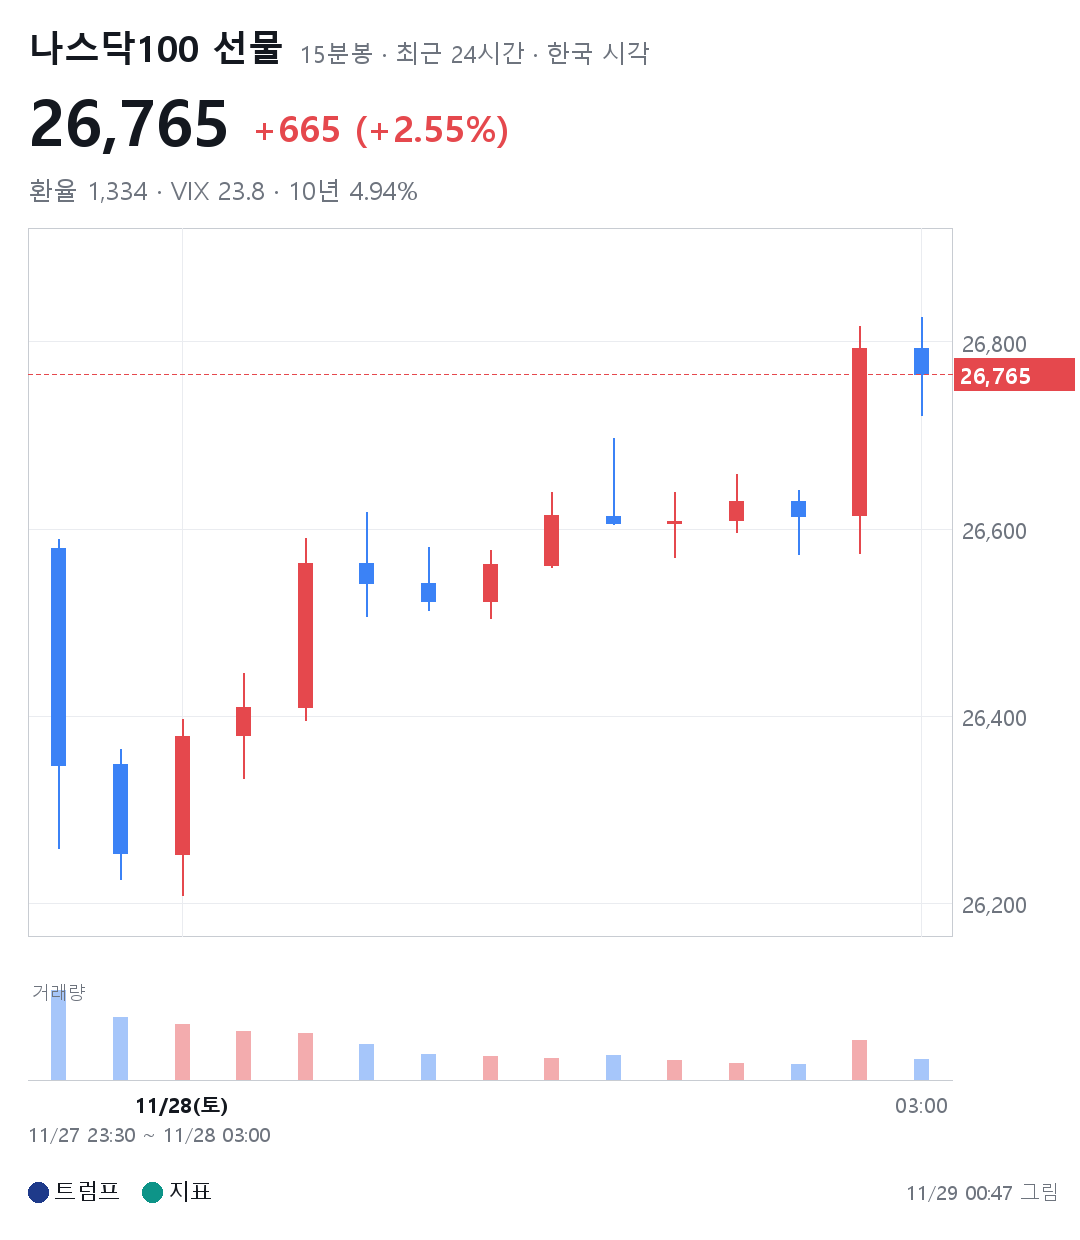 나스닥100 선물 15분봉 · 최근 24시간 · 한국 시각
26,765 +665 (+2.55%)
환율 1,334 · VIX 23.8 · 10년 4.94%
26,800
26,765
26,600
26,400
26,200
거래량
11/28(토) 03:00
11/27 23:30 ~ 11/28 03:00
트럼프 지표 11/29 00:47 그림